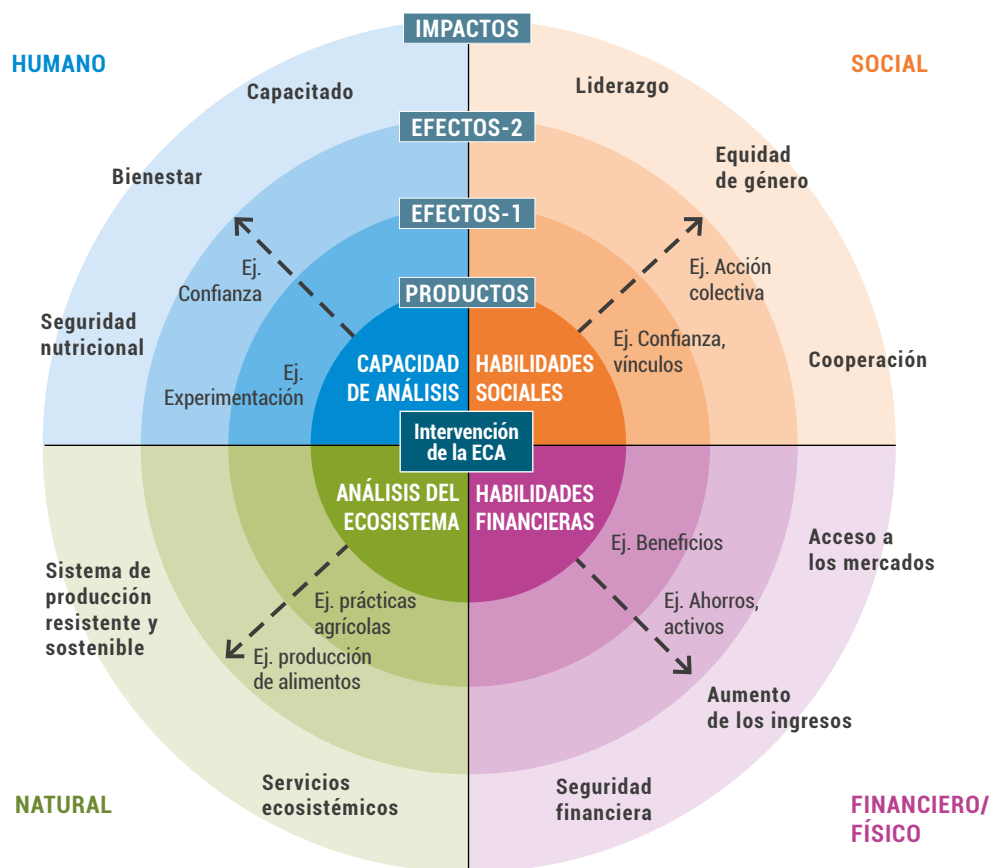 IMPACTOS
HUMANO
SOCIAL
Capacitado
Liderazgo
EFECTOS-2
Bienestar
Equidad
de género
EFECTOS-1
Ej.
Confianza
Ej. Acción
colectiva
PRODUCTOS
Seguridad
nutricional
Ej. Confianza,
vínculos
Ej.
Experimentación
CAPACIDAD
DE ANÁLISIS
HABILIDADES
SOCIALES
Cooperación
Intervención
de la ECA
ANÁLISIS DEL
ECOSISTEMA
HABILIDADES
FINANCIERAS
Ej. Beneficios
Acceso a
los mercados
Sistema de
producción
resistente y
sostenible
Ej. prácticas
agrícolas
Ej. Ahorros,
activos
Ej. producción
de alimentos
Aumento
de los ingresos
Servicios
ecosistémicos
Seguridad
financiera
NATURAL
FINANCIERO/
FÍSICO